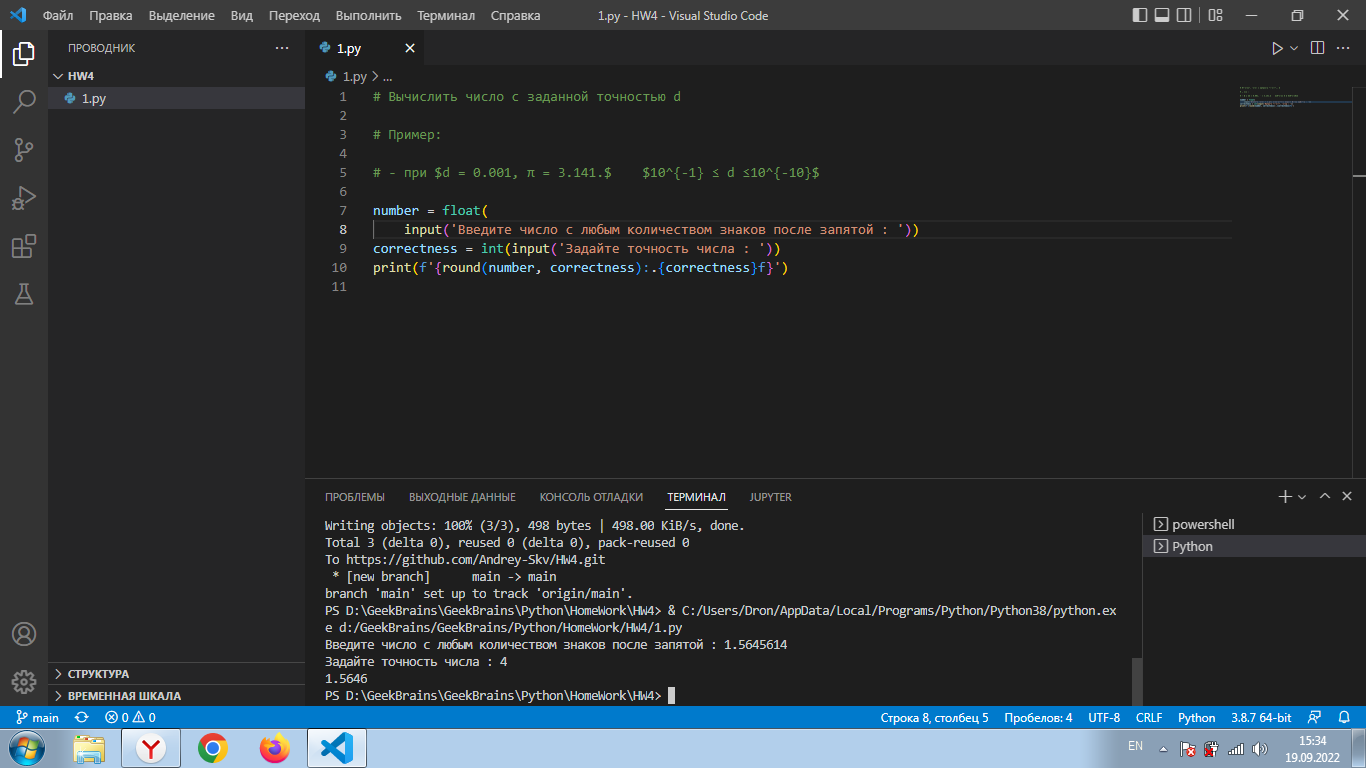 Файл Правка Выделение Вид Переход Выполнить Терминал Справка 1.py - HW4 - Visual Studio Code
ПРОВОДНИК
HW4
1.py
1.py
1.py > ...
1 # Вычислить число c заданной точностью d
2
3 # Пример:
4
5 # - при $d = 0.001, π = 3.141.$ $10^{-1} ≤ d ≤10^{-10}$
6
7 number = float(
8 input('Введите число с любым количеством знаков после запятой : '))
9 correctness = int(input('Задайте точность числа : '))
10 print(f'{round(number, correctness):.{correctness}f}')
11
ПРОБЛЕМЫ ВЫХОДНЫЕ ДАННЫЕ КОНСОЛЬ ОТЛАДКИ ТЕРМИНАЛ JUPYTER
Writing objects: 100% (3/3), 498 bytes | 498.00 KiB/s, done.
Total 3 (delta 0), reused 0 (delta 0), pack-reused 0
To https://github.com/Andrey-Skv/HW4.git
* [new branch] main -> main
branch 'main' set up to track 'origin/main'.
PS D:\GeekBrains\GeekBrains\Python\HomeWork\HW4> & C:/Users/Dron/AppData/Local/Programs/Python/Python38/python.ex
e d:/GeekBrains/GeekBrains/Python/HomeWork/HW4/1.py
Введите число с любым количеством знаков после запятой : 1.5645614
Задайте точность числа : 4
1.5646
PS D:\GeekBrains\GeekBrains\Python\HomeWork\HW4>
powershell
Python
СТРУКТУРА
ВРЕМЕННАЯ ШКАЛА
main 0 0 Строка 8, столбец 5 Пробелов: 4 UTF-8 CRLF Python 3.8.7 64-bit
EN 15:34
19.09.2022